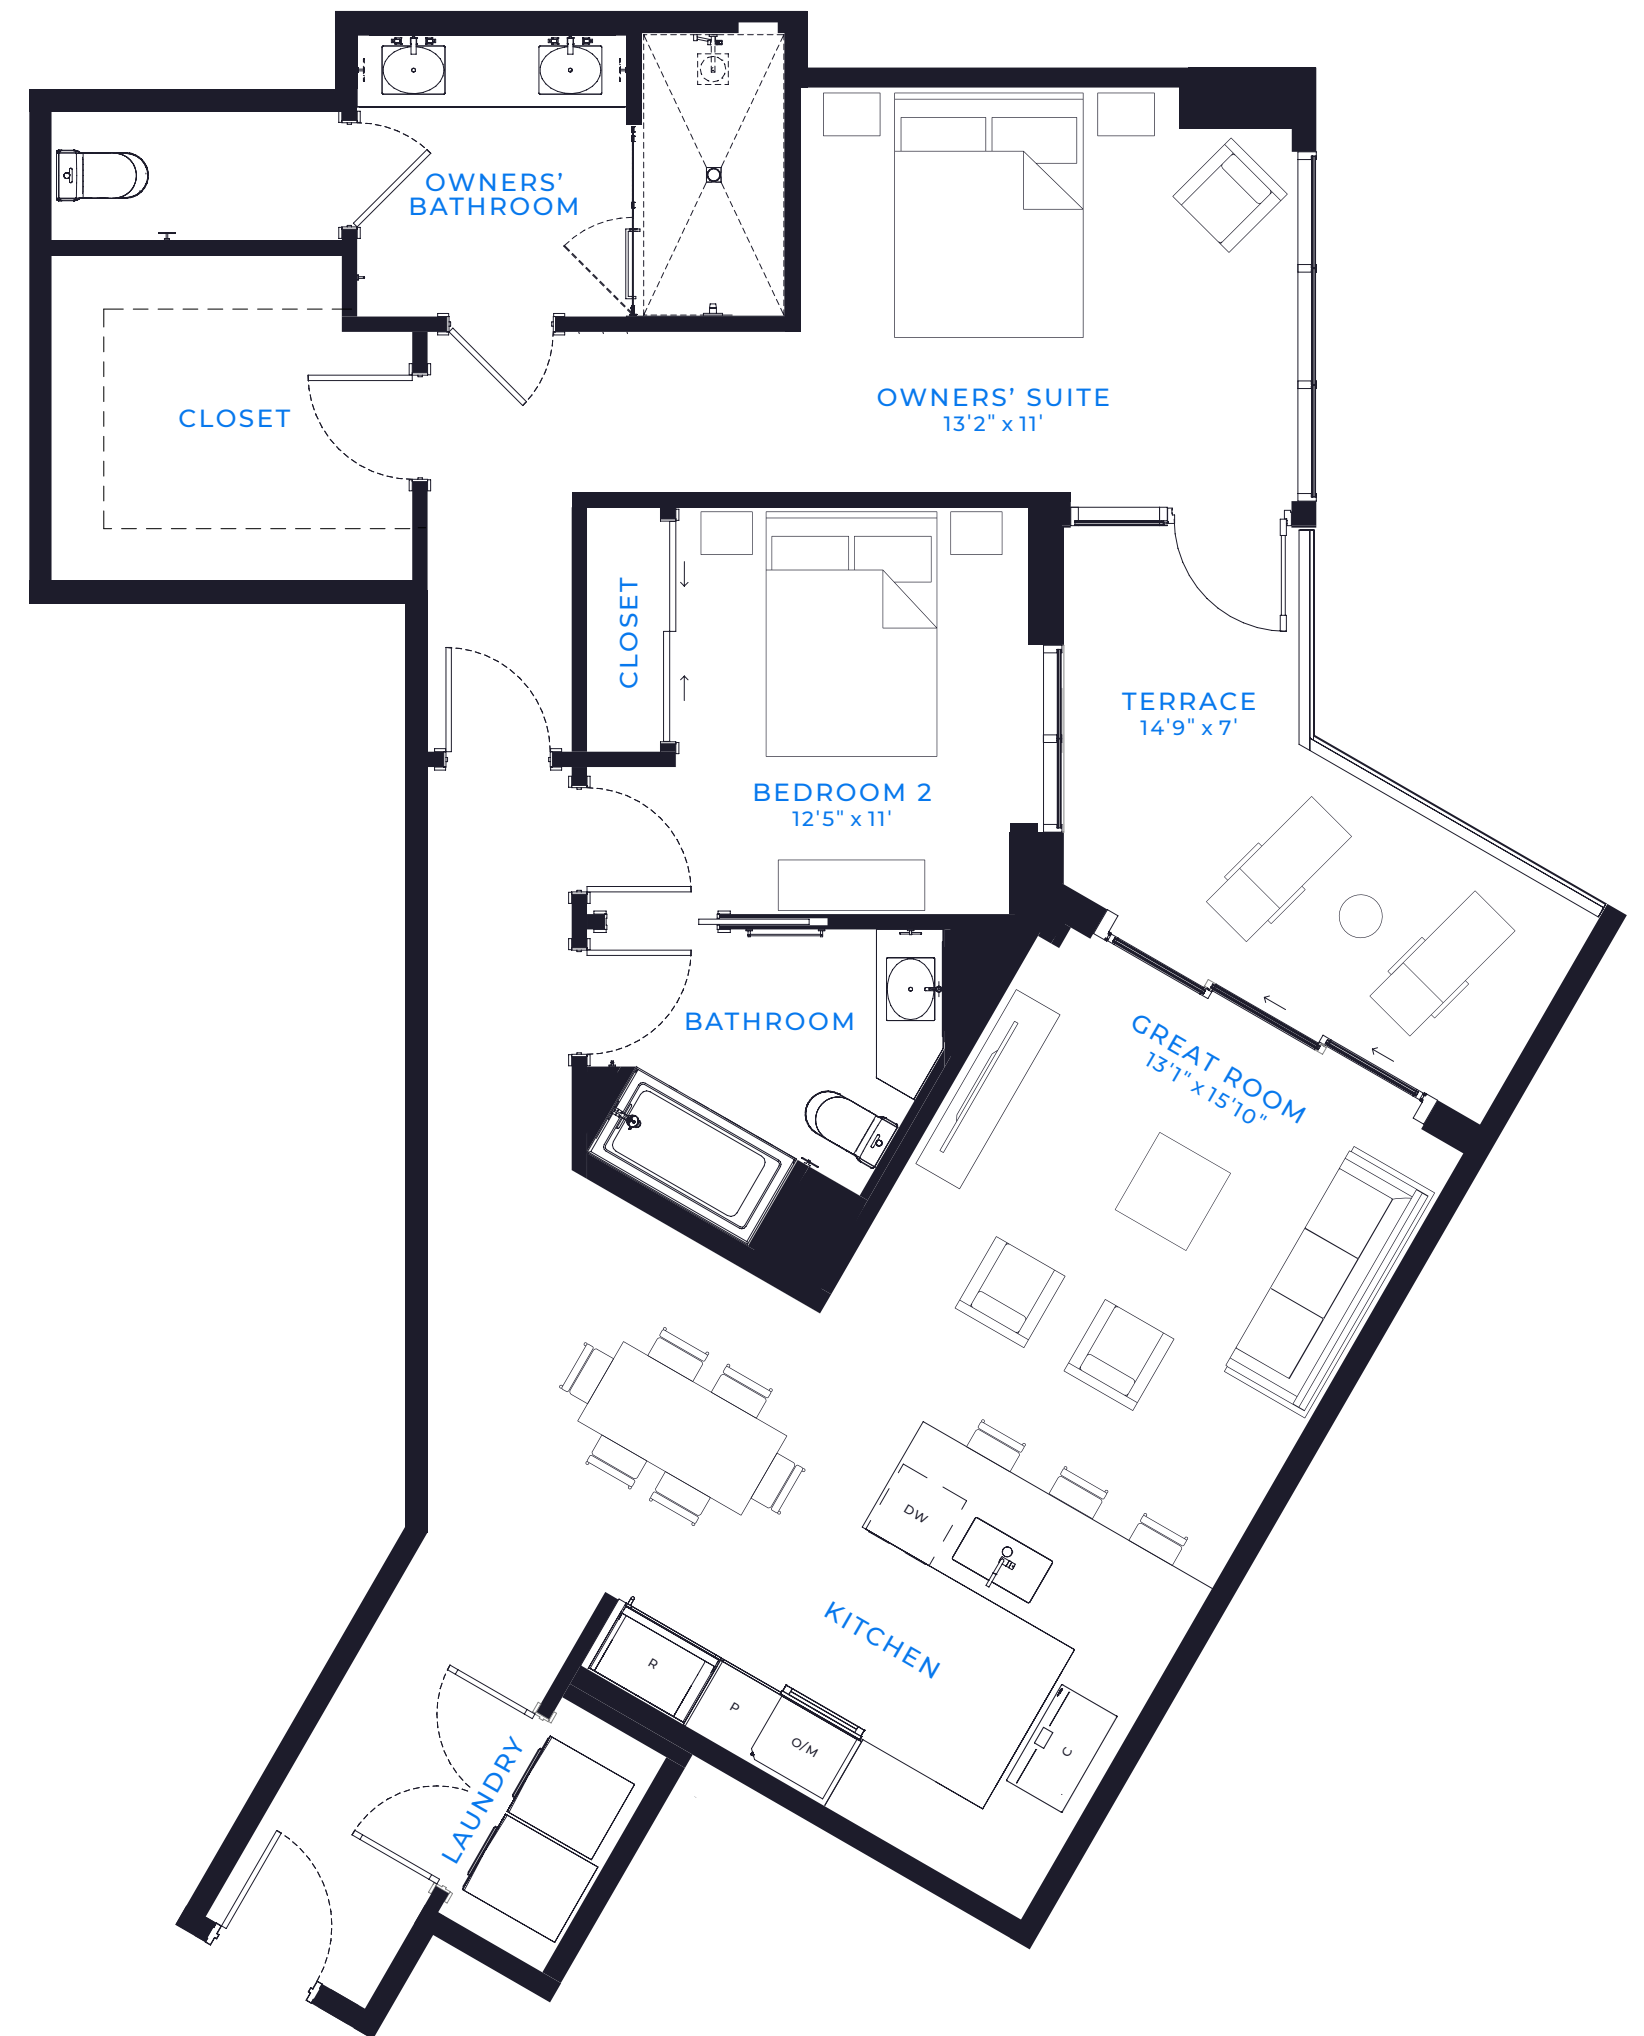 OWNERS’
BATHROOM
OWNERS’ SUITE
13'2" x 11'
CLOSET
CLOSET
TERRACE
14'9" x 7'
BEDROOM 2
12'5" x 11'
BATHROOM
GREAT ROOM
13'1" x 15'10"
DW
KITCHEN
R
P
O/M
C
LAUNDRY